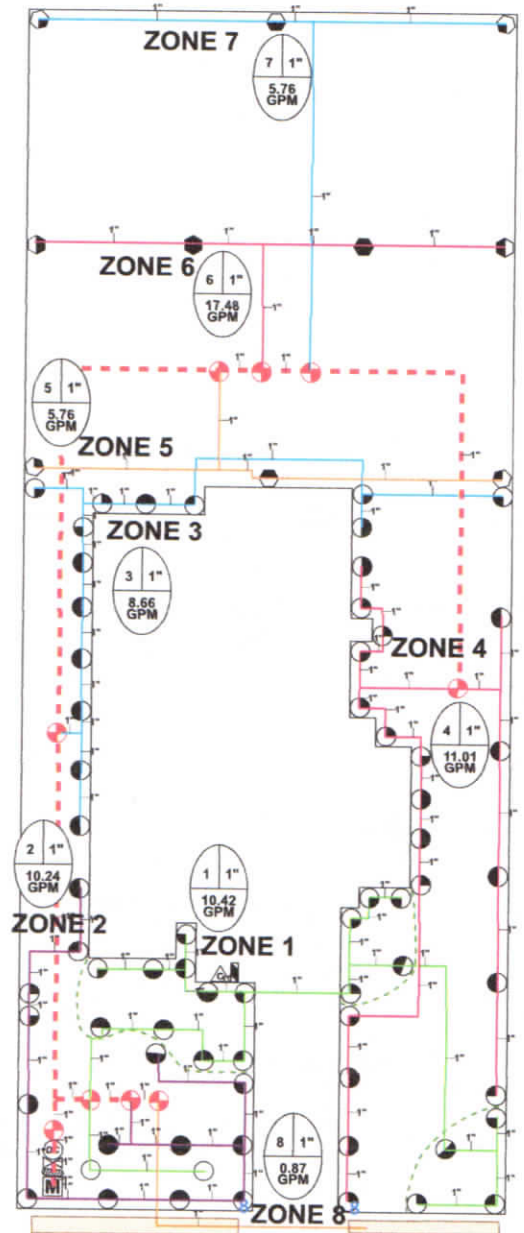 ZONE 7
7 1"
5.76
GPM
ZONE 6
6 1"
17.48
GPM
5 1"
5.76
GPM
ZONE 5
ZONE 3
3 1"
8.66
GPM
ZONE 4
4 1"
11.01
GPM
2 1"
10.24
GPM
ZONE 2
1 1"
10.42
GPM
ZONE 1
8 1"
0.87
GPM
M
ZONE 8
8
8